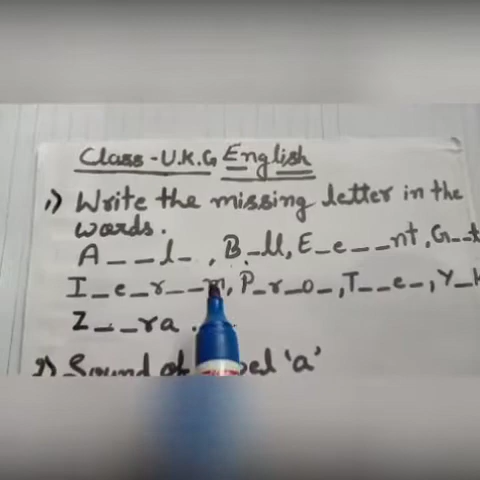 Class - U.K.G English
1) Write the missing letter in the
words.
A _ _ l _ , B _ ll, E _ e _ _ nt, G _ _ t
I _ e _ r _ _ m, P _ r _ o _ , T _ _ e _ , Y _ k
Z _ _ ra .
2) Sound of 'a'